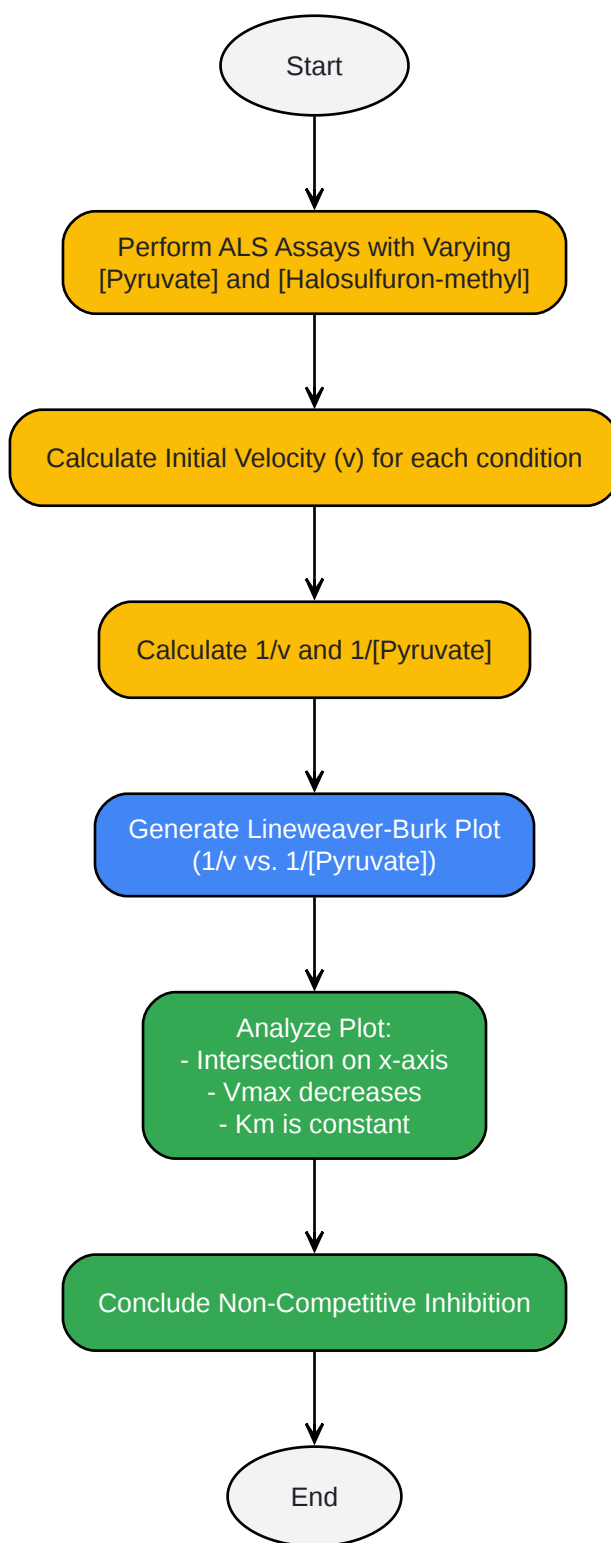 Start
Perform ALS Assays with Varying
[Pyruvate] and [Halosulfuron-methyl]
Calculate Initial Velocity (v) for each condition
Calculate 1/v and 1/[Pyruvate]
Generate Lineweaver-Burk Plot
(1/v vs. 1/[Pyruvate])
Analyze Plot:
- Intersection on x-axis
- Vmax decreases
- Km is constant
Conclude Non-Competitive Inhibition
End